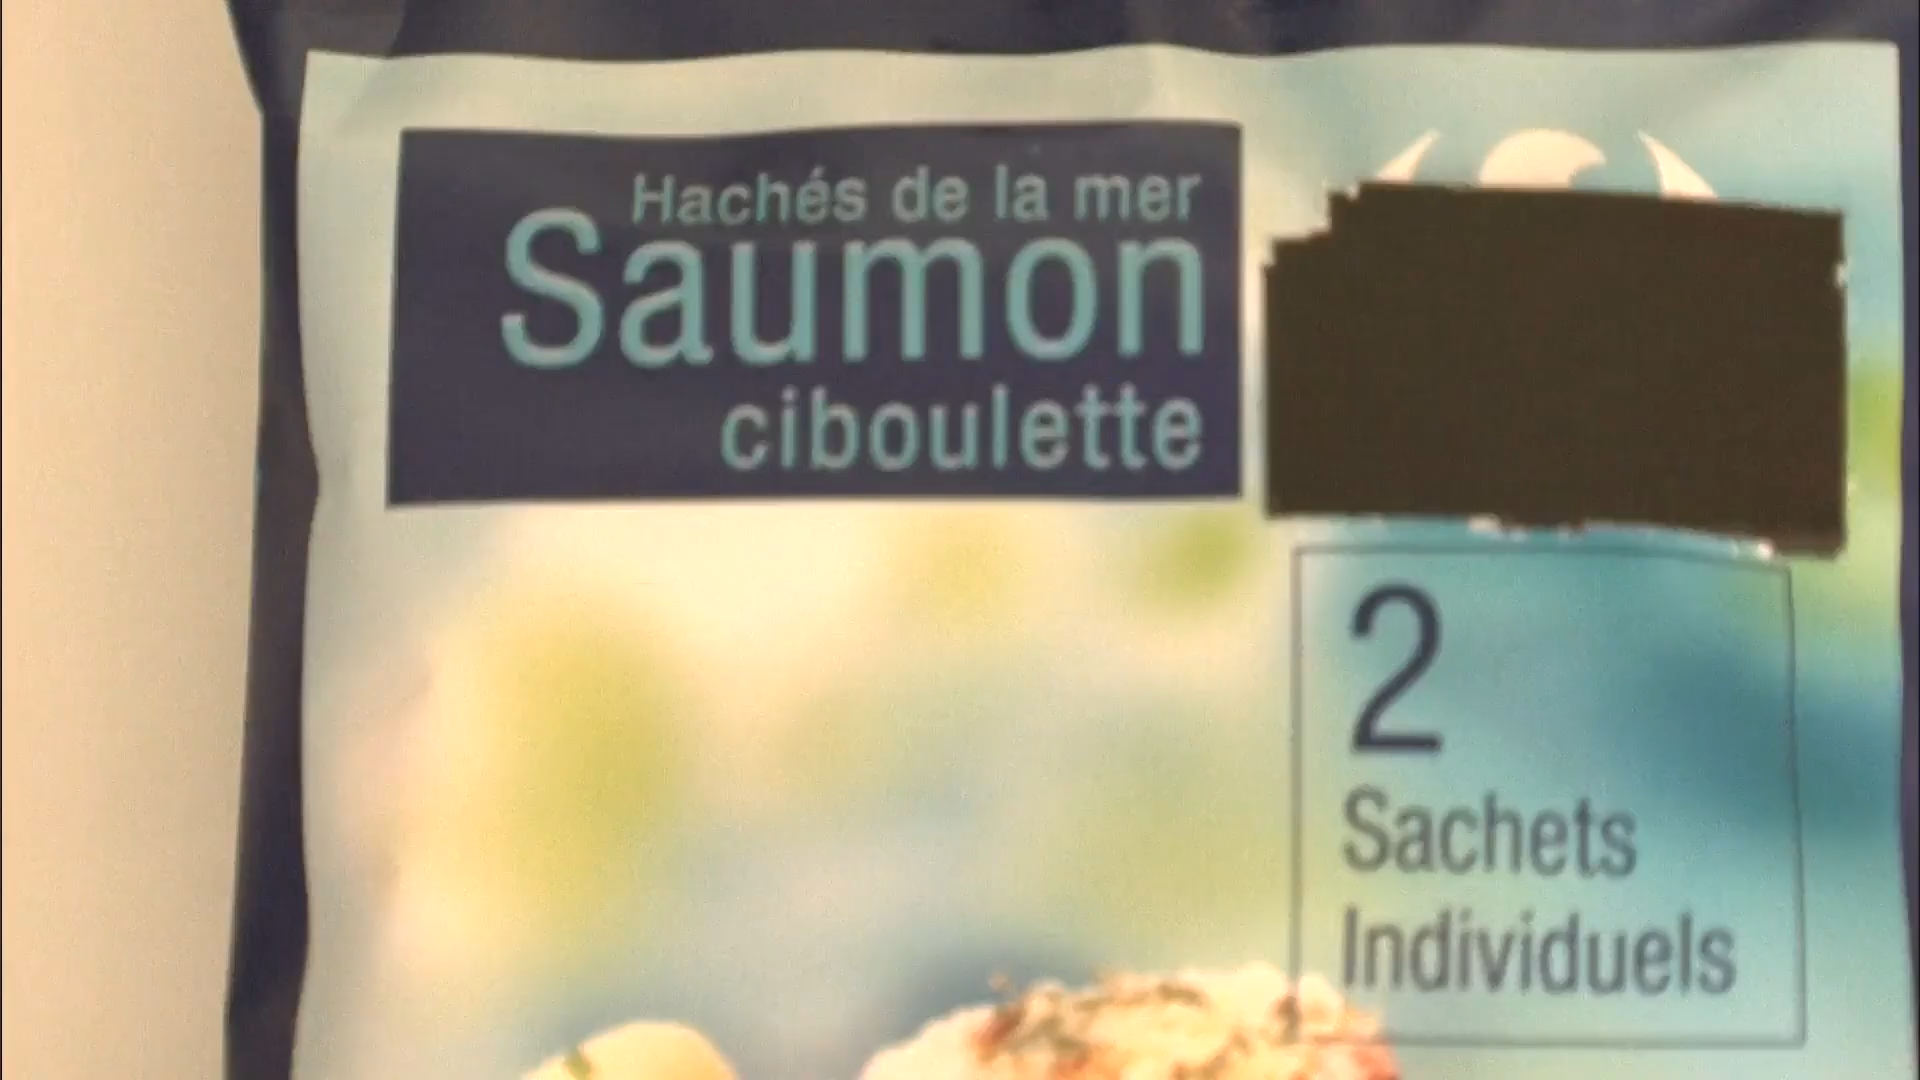 Hachés de la mer
Saumon
ciboulette
2
Sachets
Individuels